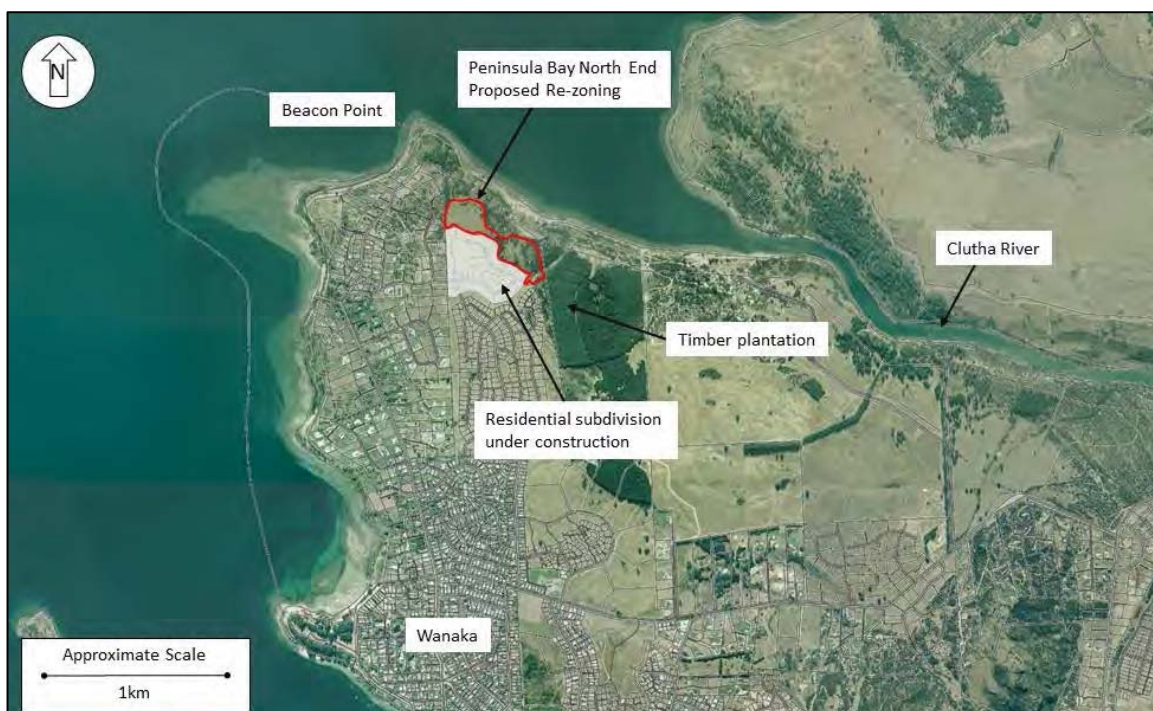 N
Peninsula Bay North End
Proposed Re-zoning
Beacon Point
Clutha River
Timber plantation
Residential subdivision
under construction
Wanaka
Approximate Scale
1km